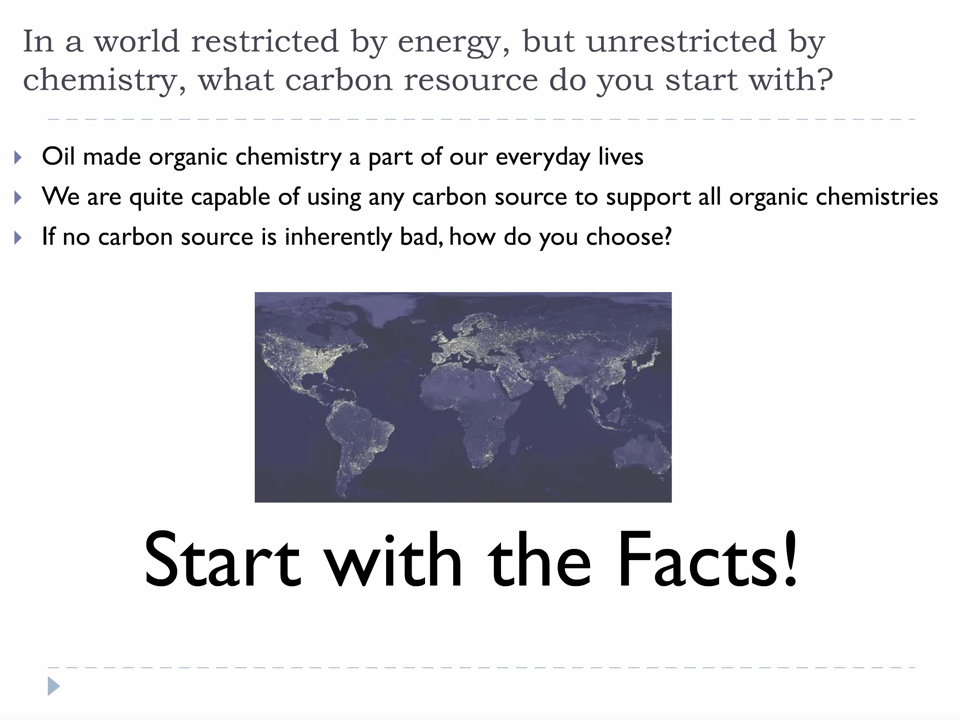 In a world restricted by energy, but unrestricted by
chemistry, what carbon resource do you start with?
Oil made organic chemistry a part of our everyday lives
We are quite capable of using any carbon source to support all organic chemistries
If no carbon source is inherently bad, how do you choose?
Start with the Facts!